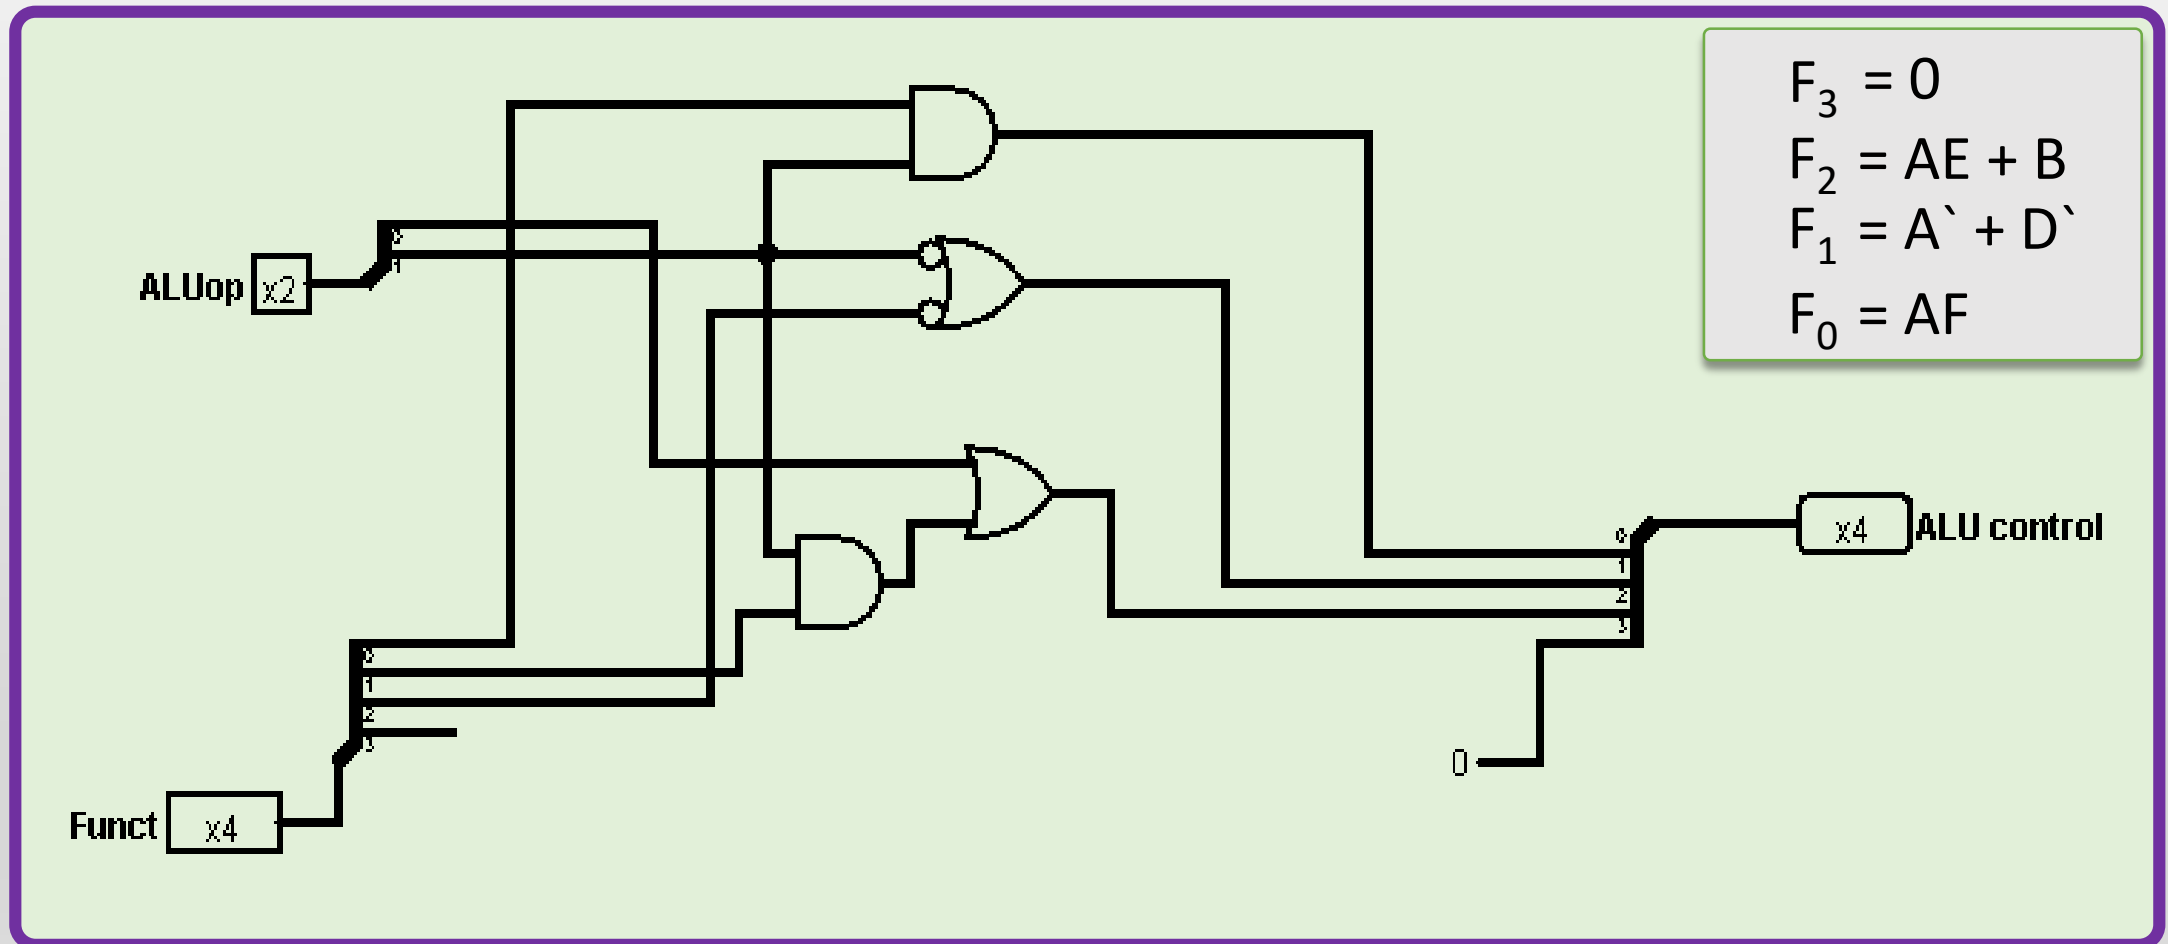 F3 = 0
F2 = AE + B
F1 = A` + D`
F0 = AF
0
1
ALUop x2
x4 ALU control
0
1
2
3
0
1
2
3
0
Funct x4